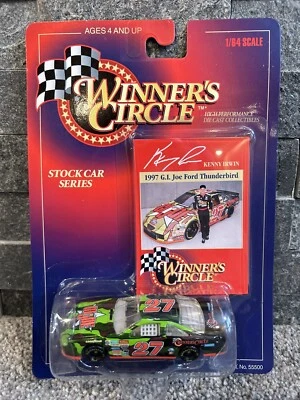 AGES 4 AND UP
1/64 SCALE
WINNER'S
CIRCLE™
HIGH PERFORMANCE
DIE CAST COLLECTIBLES
STOCK CAR
SERIES
KENNY IRWIN
1997 G.I. Joe Ford Thunderbird
WINNER'S
CIRCLE
27
27
No. 55500